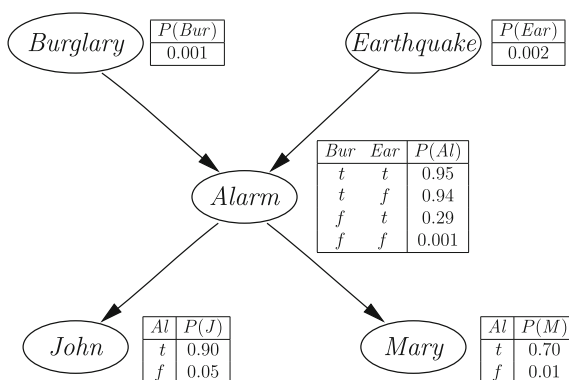 Burglary
P(Bur)
0.001
Earthquake
P(Ear)
0.002
Alarm
Bur Ear P(Al)
t t 0.95
t f 0.94
f t 0.29
f f 0.001
John
Al P(J)
t 0.90
f 0.05
Mary
Al P(M)
t 0.70
f 0.01